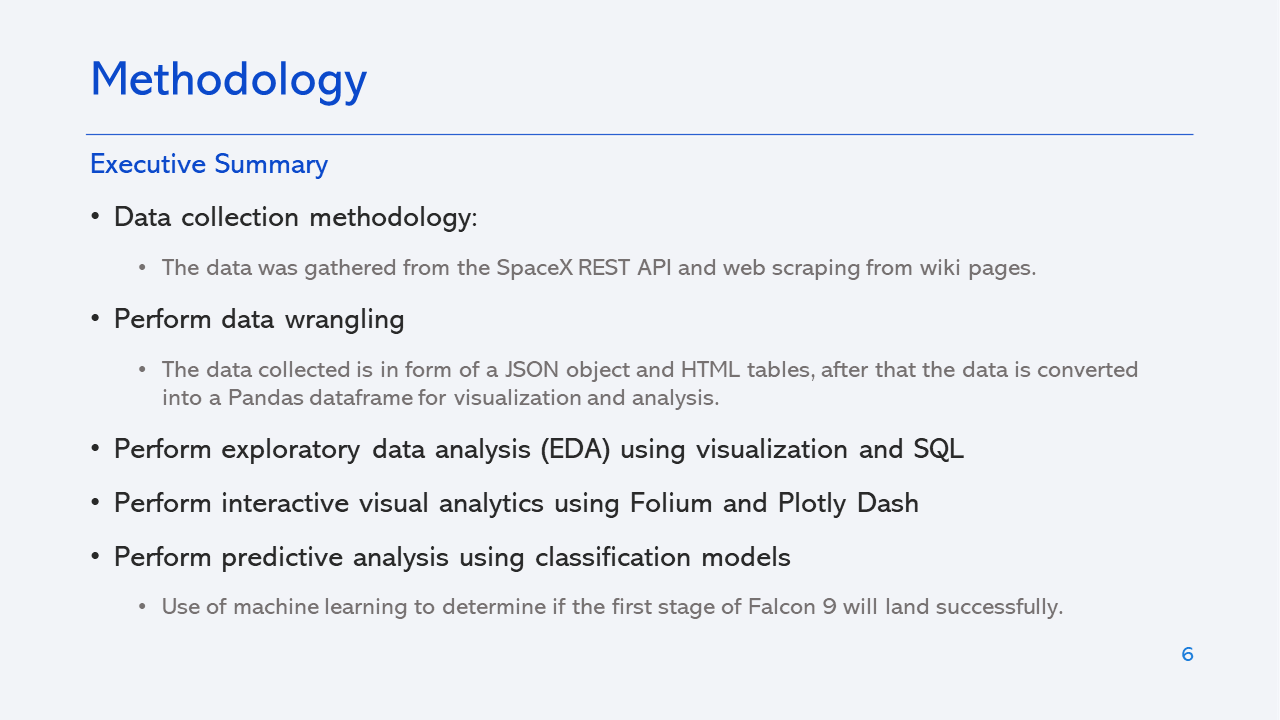 Methodology
Executive Summary
• Data collection methodology:
• The data was gathered from the SpaceX REST API and web scraping from wiki pages.
• Perform data wrangling
• The data collected is in form of a JSON object and HTML tables, after that the data is converted
into a Pandas dataframe for visualization and analysis.
• Perform exploratory data analysis (EDA) using visualization and SQL
• Perform interactive visual analytics using Folium and Plotly Dash
• Perform predictive analysis using classification models
• Use of machine learning to determine if the first stage of Falcon 9 will land successfully.
6